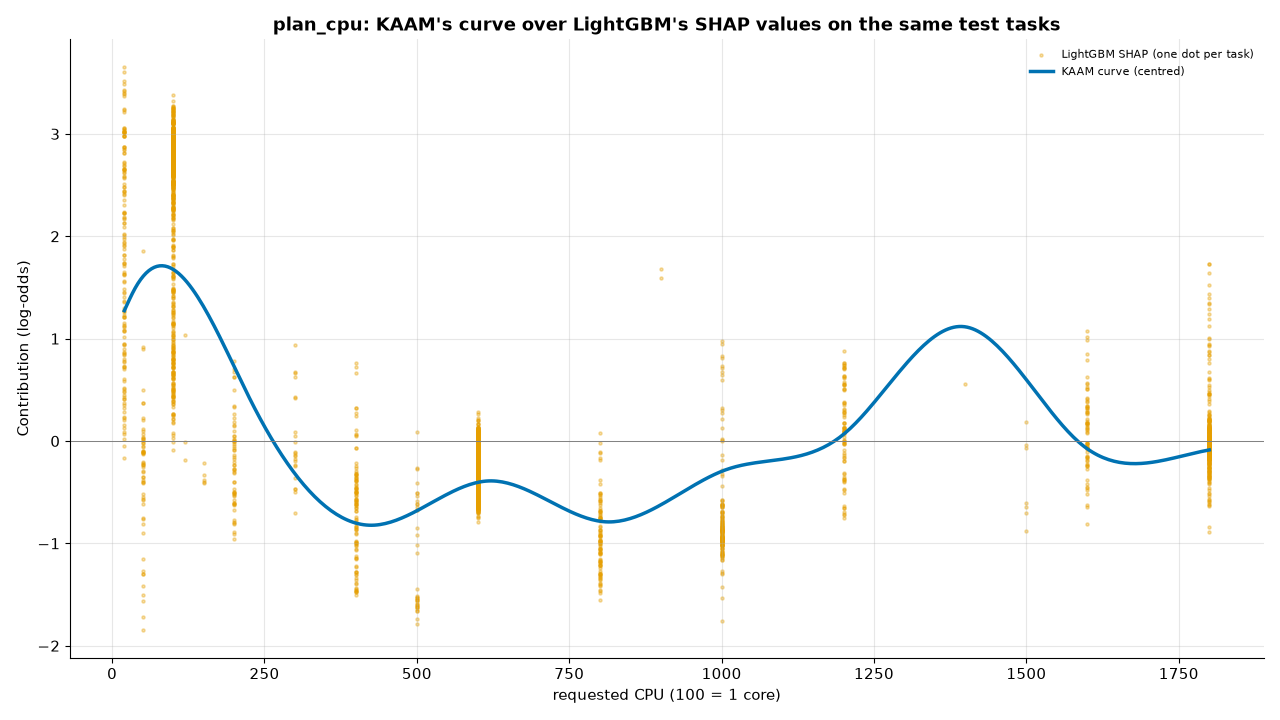 plan_cpu: KAAM's curve over LightGBM's SHAP values on the same test tasks
LightGBM SHAP (one dot per task)
KAAM curve (centred)
Contribution (log-odds)
3
2
1
0
−1
−2
0
250
500
750
1000
1250
1500
1750
requested CPU (100 = 1 core)